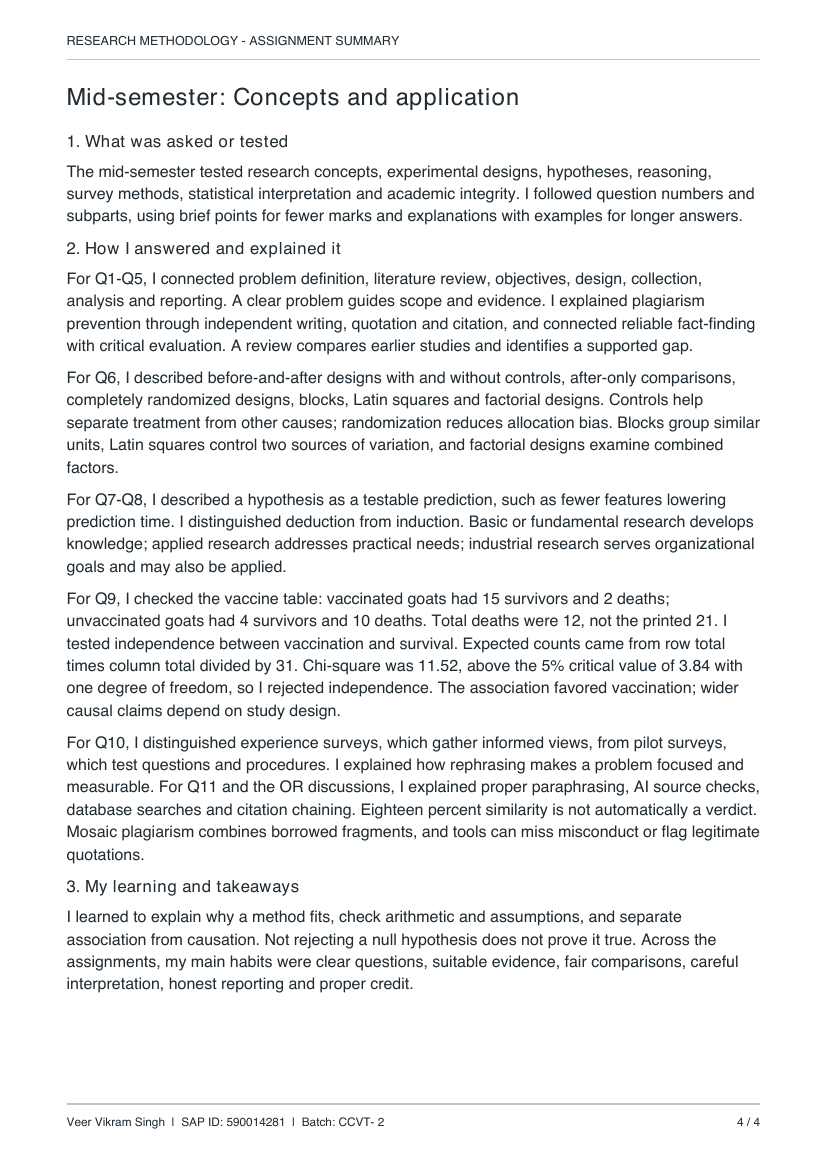 RESEARCH METHODOLOGY - ASSIGNMENT SUMMARY
Mid-semester: Concepts and application
1. What was asked or tested
The mid-semester tested research concepts, experimental designs, hypotheses, reasoning,
survey methods, statistical interpretation and academic integrity. I followed question numbers and
subparts, using brief points for fewer marks and explanations with examples for longer answers.
2. How I answered and explained it
For Q1-Q5, I connected problem definition, literature review, objectives, design, collection,
analysis and reporting. A clear problem guides scope and evidence. I explained plagiarism
prevention through independent writing, quotation and citation, and connected reliable fact-finding
with critical evaluation. A review compares earlier studies and identifies a supported gap.
For Q6, I described before-and-after designs with and without controls, after-only comparisons,
completely randomized designs, blocks, Latin squares and factorial designs. Controls help
separate treatment from other causes; randomization reduces allocation bias. Blocks group similar
units, Latin squares control two sources of variation, and factorial designs examine combined
factors.
For Q7-Q8, I described a hypothesis as a testable prediction, such as fewer features lowering
prediction time. I distinguished deduction from induction. Basic or fundamental research develops
knowledge; applied research addresses practical needs; industrial research serves organizational
goals and may also be applied.
For Q9, I checked the vaccine table: vaccinated goats had 15 survivors and 2 deaths;
unvaccinated goats had 4 survivors and 10 deaths. Total deaths were 12, not the printed 21. I
tested independence between vaccination and survival. Expected counts came from row total
times column total divided by 31. Chi-square was 11.52, above the 5% critical value of 3.84 with
one degree of freedom, so I rejected independence. The association favored vaccination; wider
causal claims depend on study design.
For Q10, I distinguished experience surveys, which gather informed views, from pilot surveys,
which test questions and procedures. I explained how rephrasing makes a problem focused and
measurable. For Q11 and the OR discussions, I explained proper paraphrasing, AI source checks,
database searches and citation chaining. Eighteen percent similarity is not automatically a verdict.
Mosaic plagiarism combines borrowed fragments, and tools can miss misconduct or flag legitimate
quotations.
3. My learning and takeaways
I learned to explain why a method fits, check arithmetic and assumptions, and separate
association from causation. Not rejecting a null hypothesis does not prove it true. Across the
assignments, my main habits were clear questions, suitable evidence, fair comparisons, careful
interpretation, honest reporting and proper credit.
Veer Vikram Singh | SAP ID: 590014281 | Batch: CCVT- 2
4 / 4